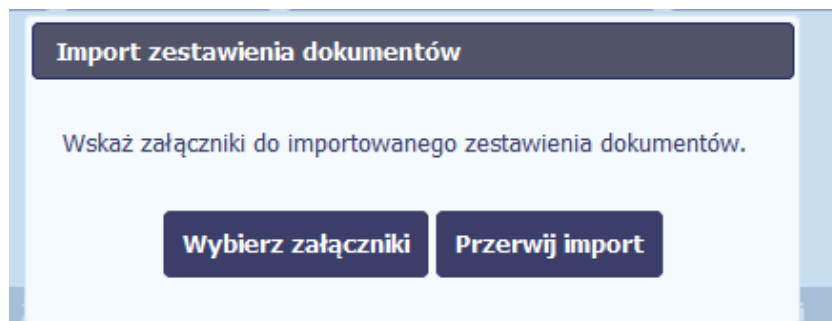 Import zestawienia dokumentów
Wskaż załączniki do importowanego zestawienia dokumentów.
Wybierz załączniki Przerwij import